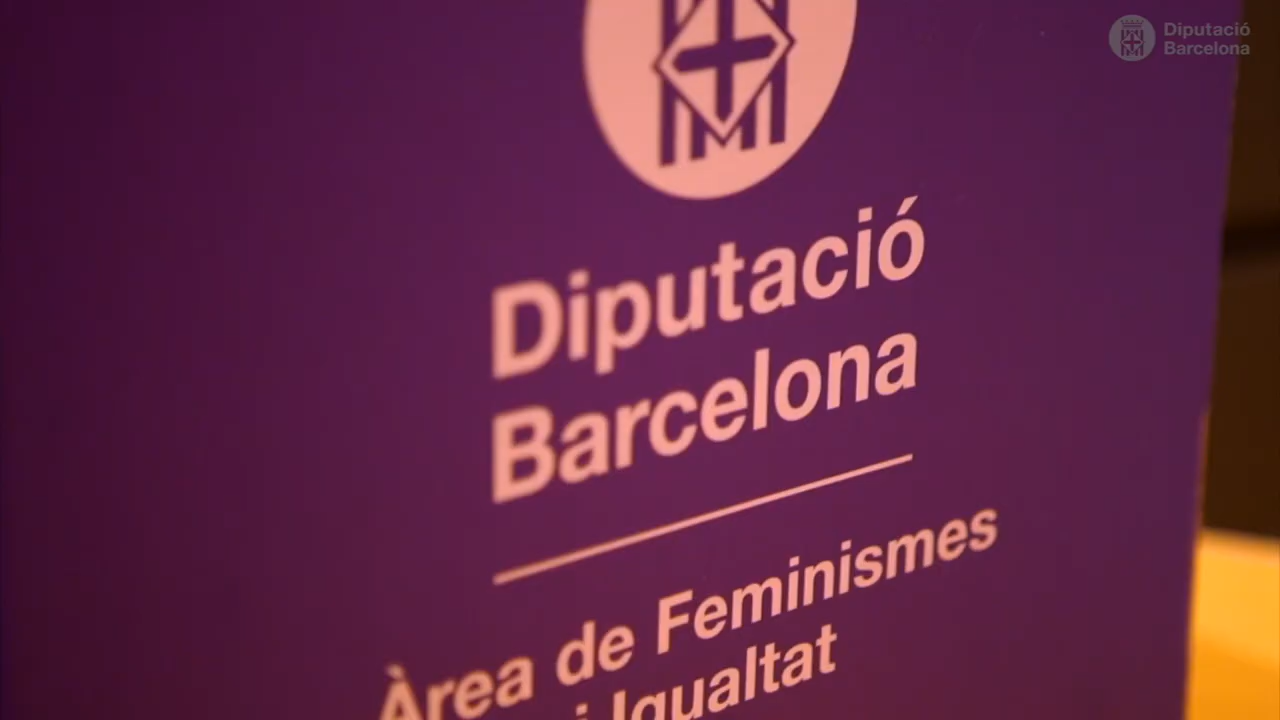 Diputació
Barcelona
Diputació
Barcelona
Àrea de Feminismes
i Igualtat